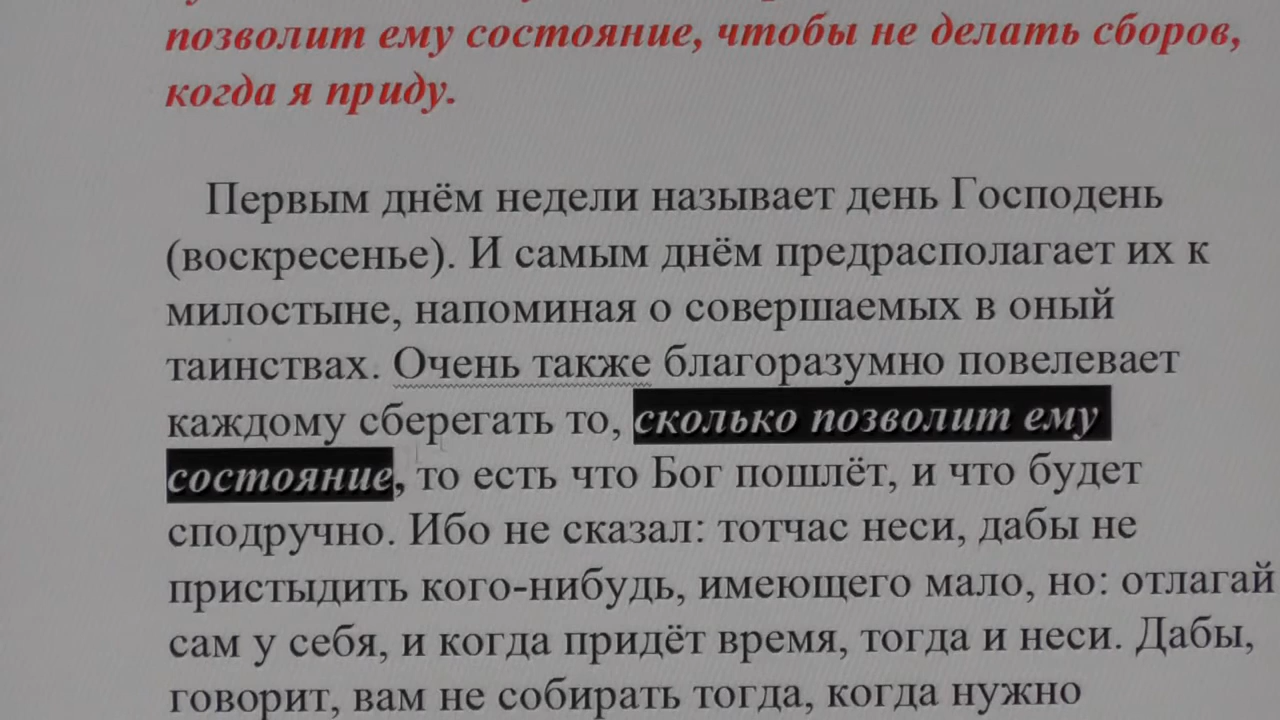 позволит ему состояние, чтобы не делать сборов,
когда я приду.
Первым днём недели называет день Господень
(воскресенье). И самым днём предрасполагает их к
милостыне, напоминая о совершаемых в оный
таинствах. Очень также благоразумно повелевает
каждому сберегать то, сколько позволит ему
состояние, то есть что Бог пошлёт, и что будет
сподручно. Ибо не сказал: тотчас неси, дабы не
пристыдить кого-нибудь, имеющего мало, но: отлагай
сам у себя, и когда придёт время, тогда и неси. Дабы,
говорит, вам не собирать тогда, когда нужно